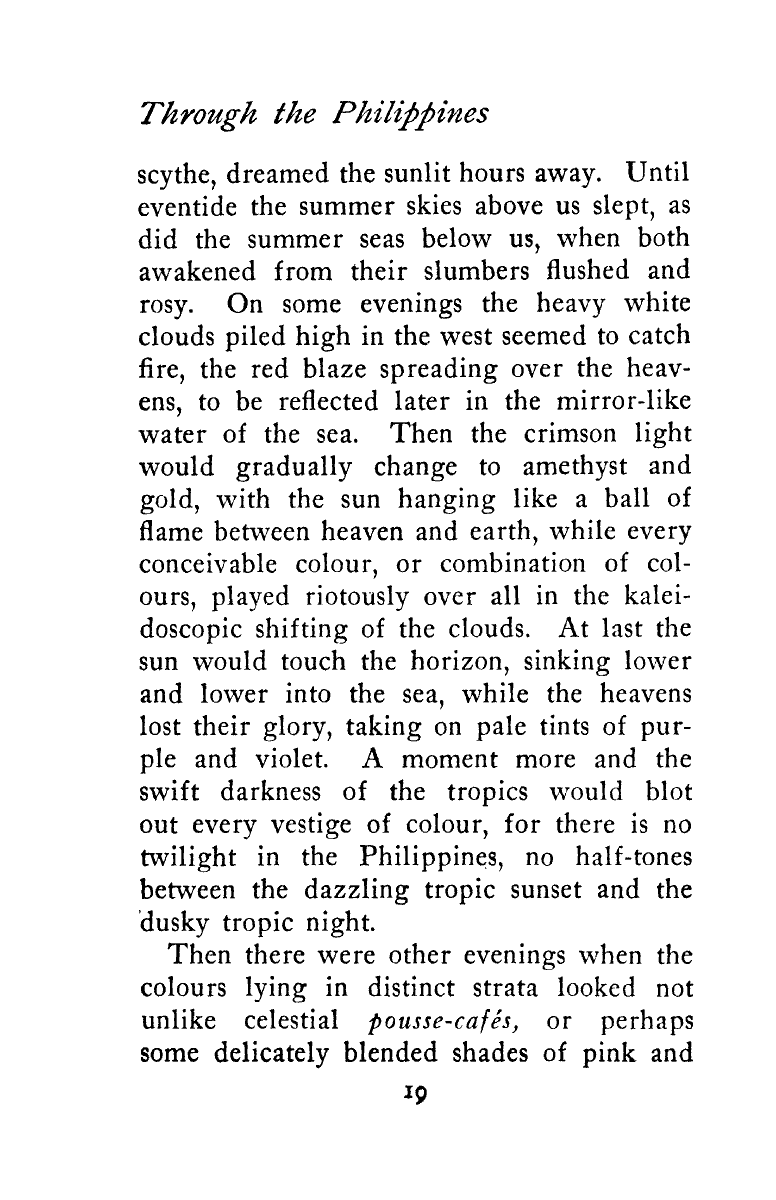 Through the Philippines
scythe, dreamed the sunlit hours away. Until
eventide the summer skies above us slept, as
did the summer seas below us, when both
awakened from their slumbers flushed and
rosy. On some evenings the heavy white
clouds piled high in the west seemed to catch
fire, the red blaze spreading over the heav-
ens, to be reflected later in the mirror-like
water of the sea. Then the crimson light
would gradually change to amethyst and
gold, with the sun hanging like a ball of
flame between heaven and earth, while every
conceivable colour, or combination of col-
ours, played riotously over all in the kalei-
doscopic shifting of the clouds. At last the
sun would touch the horizon, sinking lower
and lower into the sea, while the heavens
lost their glory, taking on pale tints of pur-
ple and violet. A moment more and the
swift darkness of the tropics would blot
out every vestige of colour, for there is no
twilight in the Philippines, no half-tones
between the dazzling tropic sunset and the
dusky tropic night.
Then there were other evenings when the
colours lying in distinct strata looked not
unlike celestial pousse-cafés, or perhaps
some delicately blended shades of pink and
19